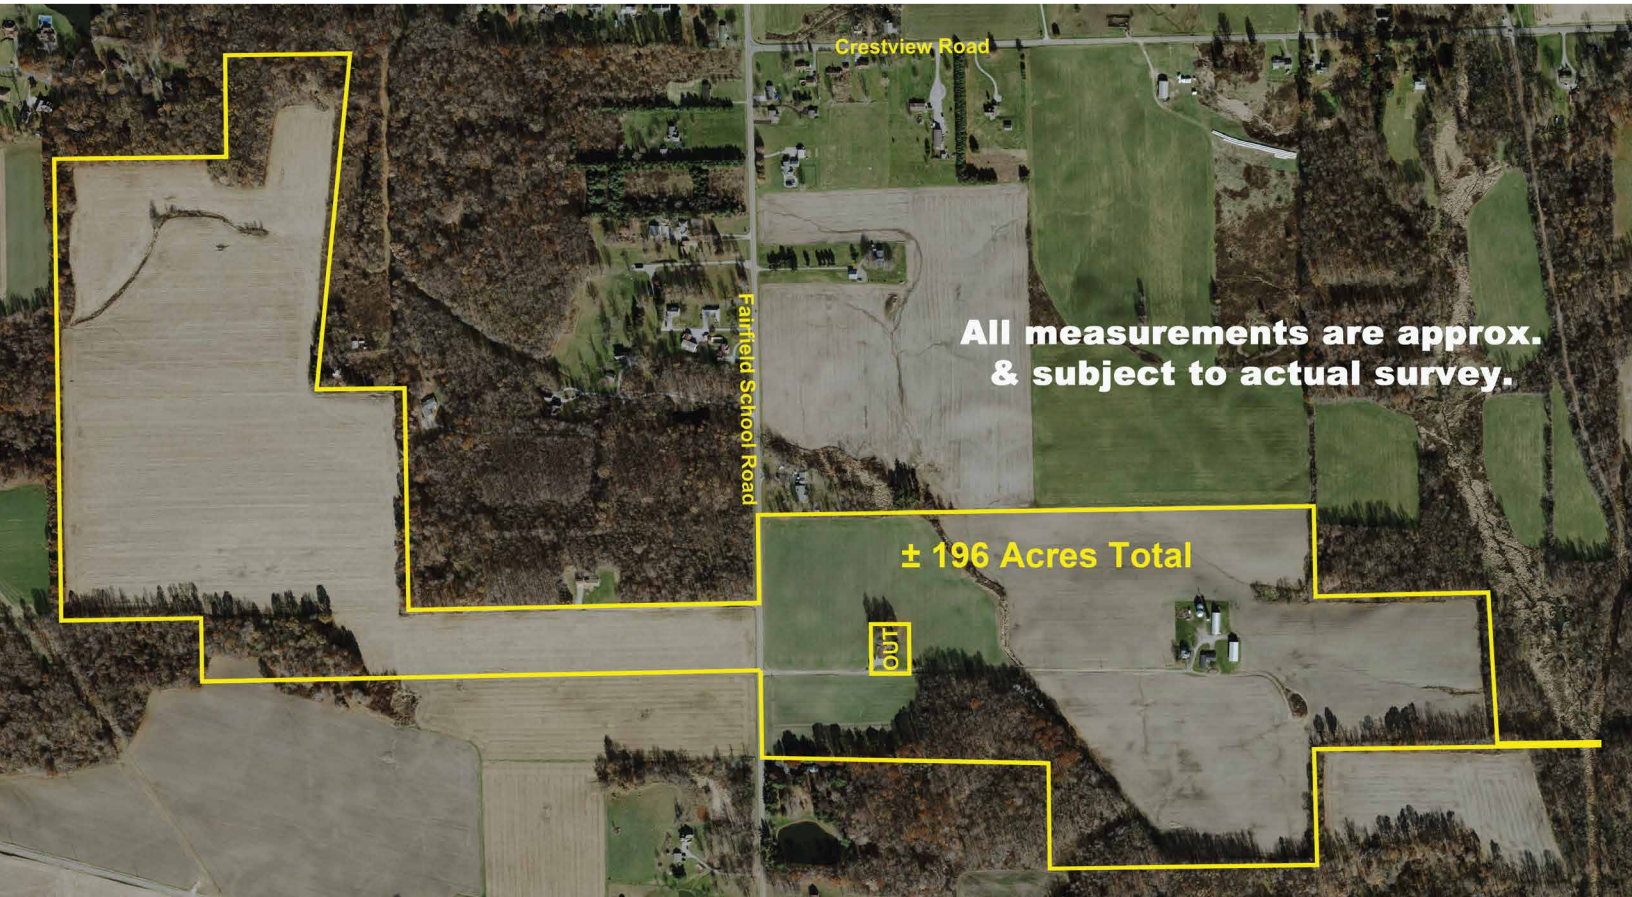 Crestview Road
Fairfield School Road
All measurements are approx.
& subject to actual survey.
± 196 Acres Total
OUT